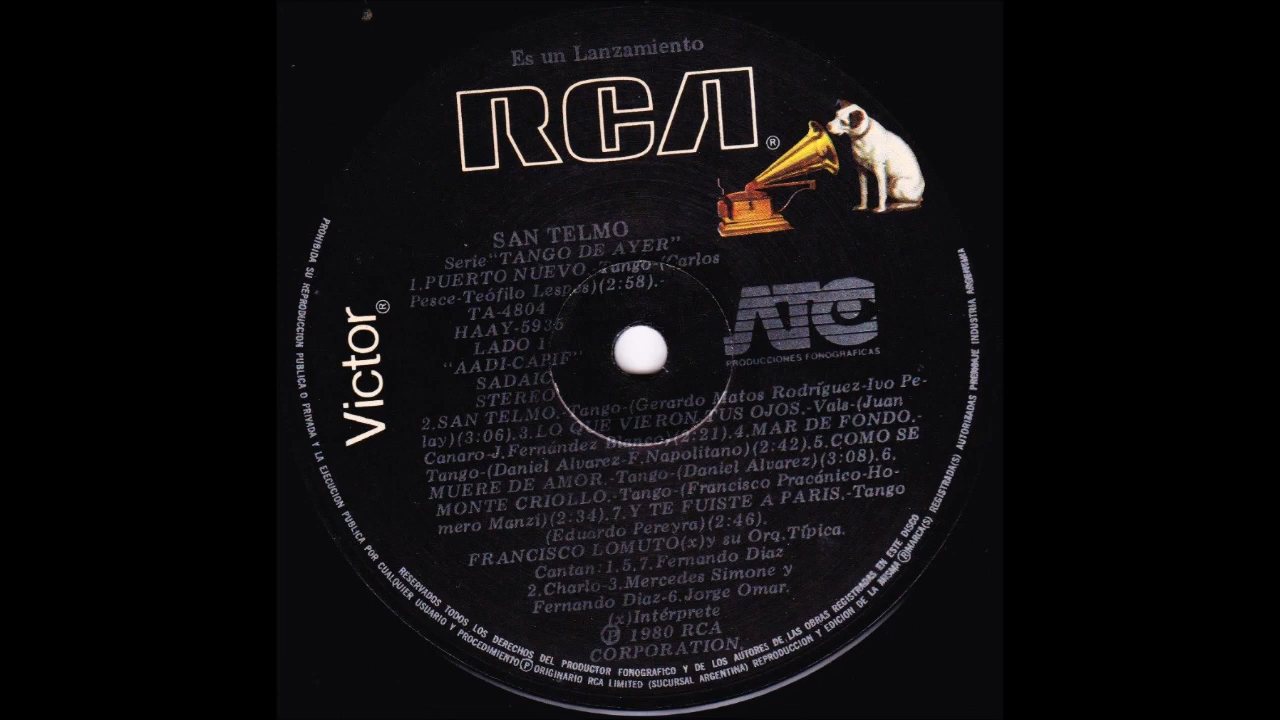 Es un Lanzamiento
RCA®
Victor®
SAN TELMO
Serie "TANGO DE AYER"
1.PUERTO NUEVO.-Tango-(Carlos
Pesce-Teófilo Lespes)(2:58).-
TA-4804
HAAY-5935
LADO 1
"AADI-CAPIF"
SADAIC
STEREO
ATC
PRODUCCIONES FONOGRAFICAS
2.SAN TELMO.-Tango-(Gerardo Matos Rodríguez-Ivo Pe-
lay)(3:06).3.LO QUE VIERON TUS OJOS.-Vals-(Juan
Canaro-J.Fernández Blanco)(2:21).4.MAR DE FONDO.-
Tango-(Daniel Alvarez-F.Napolitano)(2:42).5.COMO SE
MUERE DE AMOR.-Tango-(Daniel Alvarez)(3:08).6.
MONTE CRIOLLO.-Tango-(Francisco Pracánico-Ho-
mero Manzi)(2:34).7.Y TE FUISTE A PARIS.-Tango
(Eduardo Pereyra)(2:46).
FRANCISCO LOMUTO(x)y su Orq.Típica.
Cantan:1.5.7.Fernando Diaz
2.Charlo-3.Mercedes Simone y
Fernando Diaz-6.Jorge Omar.
(x)Intérprete
Ⓟ 1980 RCA
CORPORATION.
PROHIBIDA SU REPRODUCCION PUBLICA O PRIVADA Y LA EJECUCION PUBLICA POR CUALQUIER USUARIO Y PROCEDIMIENTO Ⓟ ORIGINARIO RCA LIMITED (SUCURSAL ARGENTINA) REPRODUCCION Y EDICION DE LA MISMA ® MARCA(S) REGISTRADA(S) AUTORIZADAS PREMHAJE INDUSTRIA ARGENTINA
RESERVADOS TODOS LOS DERECHOS DEL PRODUCTOR FONOGRAFICO Y DE LOS AUTORES DE LAS OBRAS REGISTRADAS EN ESTE DISCO